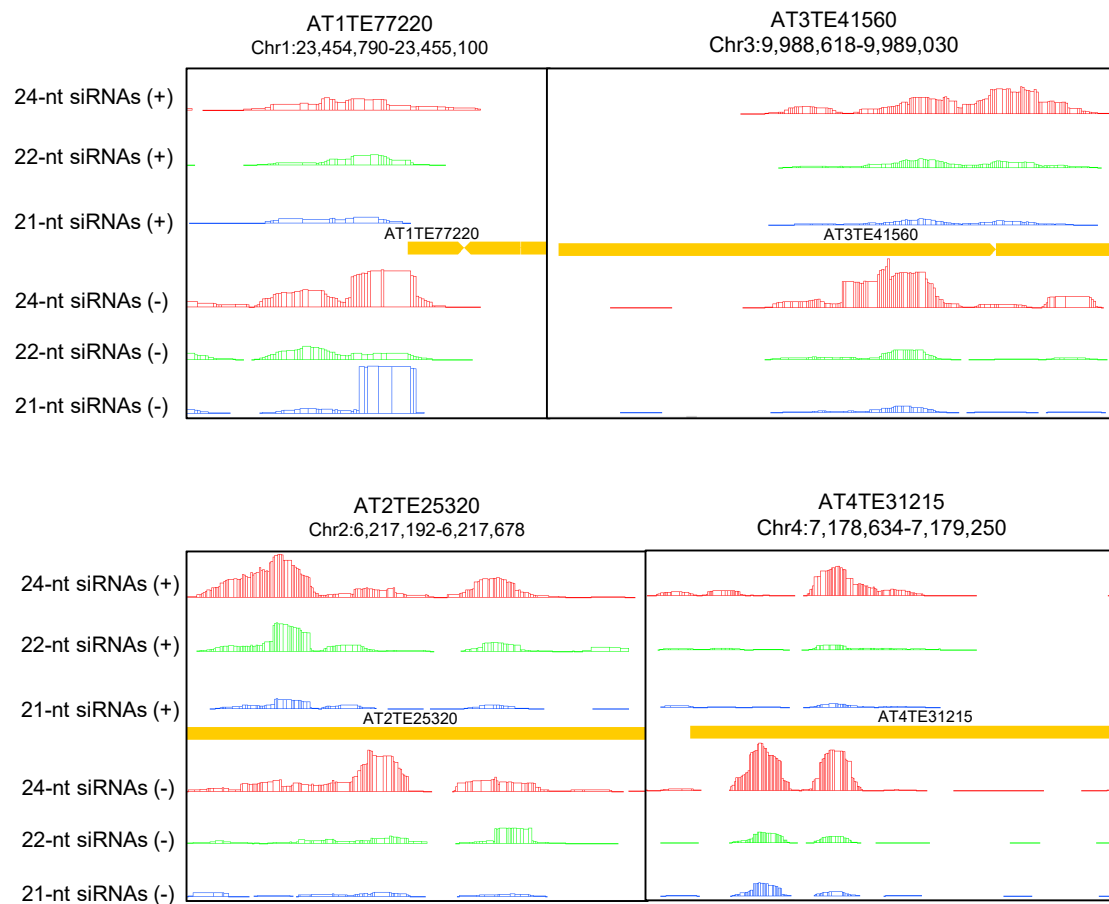 AT1TE77220
Chr1:23,454,790-23,455,100
AT3TE41560
Chr3:9,988,618-9,989,030
24-nt siRNAs (+)
22-nt siRNAs (+)
21-nt siRNAs (+)
AT1TE77220
AT3TE41560
24-nt siRNAs (-)
22-nt siRNAs (-)
21-nt siRNAs (-)
AT2TE25320
Chr2:6,217,192-6,217,678
AT4TE31215
Chr4:7,178,634-7,179,250
24-nt siRNAs (+)
22-nt siRNAs (+)
21-nt siRNAs (+)
AT2TE25320
AT4TE31215
24-nt siRNAs (-)
22-nt siRNAs (-)
21-nt siRNAs (-)